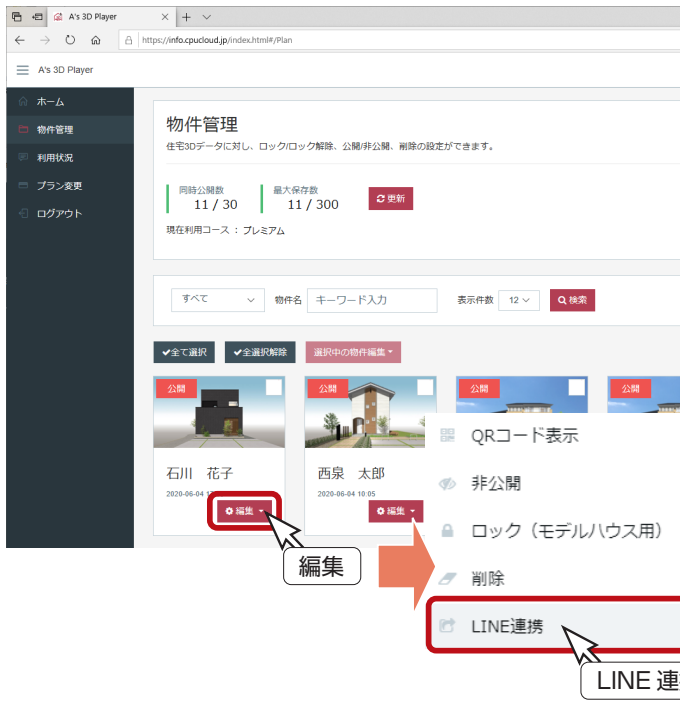 A's 3D Player
https://info.cpucloud.jp/index.html#/Plan
A's 3D Player
ホーム
物件管理
利用状況
プラン変更
ログアウト
物件管理
住宅3Dデータに対し、ロック/ロック解除、公開/非公開、削除の設定ができます。
同時公開数
11 / 30
最大保存数
11 / 300
更新
現在利用コース ： プレミアム
すべて
物件名
キーワード入力
表示件数
12
検索
全て選択
全選択解除
選択中の物件編集
公開
公開
公開
公開
石川　花子
2020-06-04 1
編集
西泉　太郎
2020-06-04 10:05
編集
編集
QRコード表示
非公開
ロック（モデルハウス用）
削除
LINE連携
LINE 連